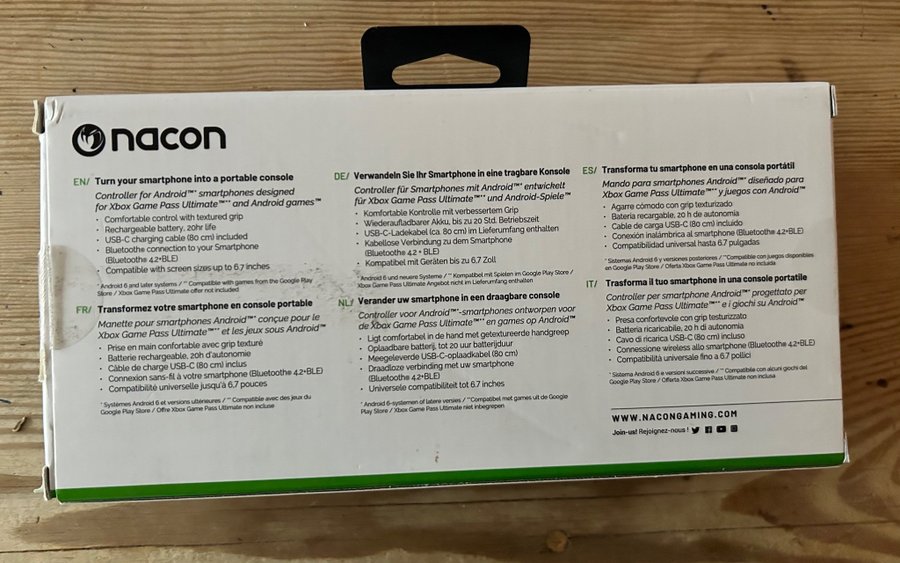 nacon
EN/ Turn your smartphone into a portable console
Controller for Android™* smartphones designed
for Xbox Game Pass Ultimate™** and Android games™
• Comfortable control with textured grip
• Rechargeable battery, 20hr life
• USB-C charging cable (80 cm) included
• Bluetoothe connection to your Smartphone
(Bluetoothe 4.2+BLE)
• Compatible with screen sizes up to 6.7 inches
* Android 6 and later systems / **Compatible with games from the Google Play
Store / Xbox Game Pass Ultimate offer not included
FR/ Transformez votre smartphone en console portable
Manette pour smartphones Android™* conçue pour le
Xbox Game Pass Ultimate™** et les jeux sous Android™
• Prise en main confortable avec grip texturé
• Batterie rechargeable, 20h d'autonomie
• Câble de charge USB-C (80 cm) inclus
• Connexion sans-fil à votre smartphone (Bluetoothe 4.2+BLE)
• Compatibilité universelle jusqu'à 6.7 pouces
* Systèmes Android 6 et versions ultérieures / **Compatible avec des jeux du
Google Play Store / Offre Xbox Game Pass Ultimate non incluse
DE/ Verwandeln Sie Ihr Smartphone in eine tragbare Konsole
Controller für Smartphones mit Android™* entwickelt
für Xbox Game Pass Ultimate™** und Android-Spiele™
• Komfortable Kontrolle mit verbessertem Grip
• Wiederaufladbarer Akku, bis zu 20 Std. Betriebszeit
• USB-C-Ladekabel (ca. 80 cm) im Lieferumfang enthalten
• Kabellose Verbindung zu dem Smartphone
(Bluetoothe 4.2 + BLE)
• Kompatibel mit Geräten bis zu 6.7 Zoll
* Android 6 und neuere Systeme / ** Kompatibel mit Spielen im Google Play Store /
Xbox Game Pass Ultimate Angebot nicht im Lieferumfang enthalten
NL/ Verander uw smartphone in een draagbare console
Controller voor Android™*-smartphones ontworpen voor
de Xbox Game Pass Ultimate™** en games op Android™
• Ligt comfortabel in de hand met getextureerde handgreep
• Oplaadbare batterij, tot 20 uur batterijduur
• Meegeleverde USB-C-oplaadkabel (80 cm)
• Draadloze verbinding met uw smartphone
(Bluetoothe 4.2+BLE)
• Universele compatibiliteit tot 6.7 inches
* Android 6-systemen of latere versies / **Compatibel met games uit de Google
Play Store / Xbox Game Pass Ultimate niet inbegrepen
ES/ Transforma tu smartphone en una consola portátil
Mando para smartphones Android™* diseñado para
Xbox Game Pass Ultimate™** y juegos con Android™
• Agarre cómodo con grip texturizado
• Bateria recargable, 20 h de autonomía
• Cable de carga USB-C (80 cm) incluido
• Conexión inalámbrica al smartphone (Bluetoothe 4.2+BLE)
• Compatibilidad universal hasta 6.7 pulgadas
* Sistemas Android 6 y versiones posteriores / **Compatible con juegos disponibles
en Google Play Store / Oferta Xbox Game Pass Ultimate no incluida
IT/ Trasforma il tuo smartphone in una console portatile
Controller per smartphone Android™* progettato per
Xbox Game Pass Ultimate™** e i giochi su Android™
• Presa confortevole con grip testurizzato
• Batteria ricaricabile, 20 h di autonomia
• Cavo di ricarica USB-C (80 cm) incluso
• Connessione wireless allo smartphone (Bluetoothe 4.2+BLE)
• Compatibilità universale fino a 6.7 pollici
* Sistema Android 6 e versioni successive / ** Compatibile con alcuni giochi del
Google Play Store / Offerta Xbox Game Pass Ultimate non inclusa
WWW.NACONGAMING.COM
Join-us! Rejoignez-nous !